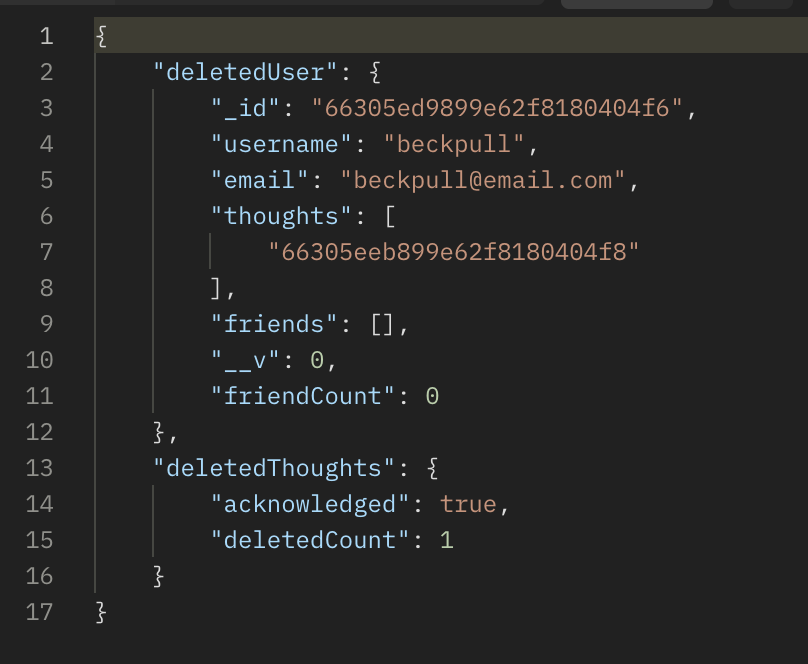 1 {
2 "deletedUser": {
3 "_id": "66305ed9899e62f8180404f6",
4 "username": "beckpull",
5 "email": "beckpull@email.com",
6 "thoughts": [
7 "66305eeb899e62f8180404f8"
8 ],
9 "friends": [],
10 "__v": 0,
11 "friendCount": 0
12 },
13 "deletedThoughts": {
14 "acknowledged": true,
15 "deletedCount": 1
16 }
17 }